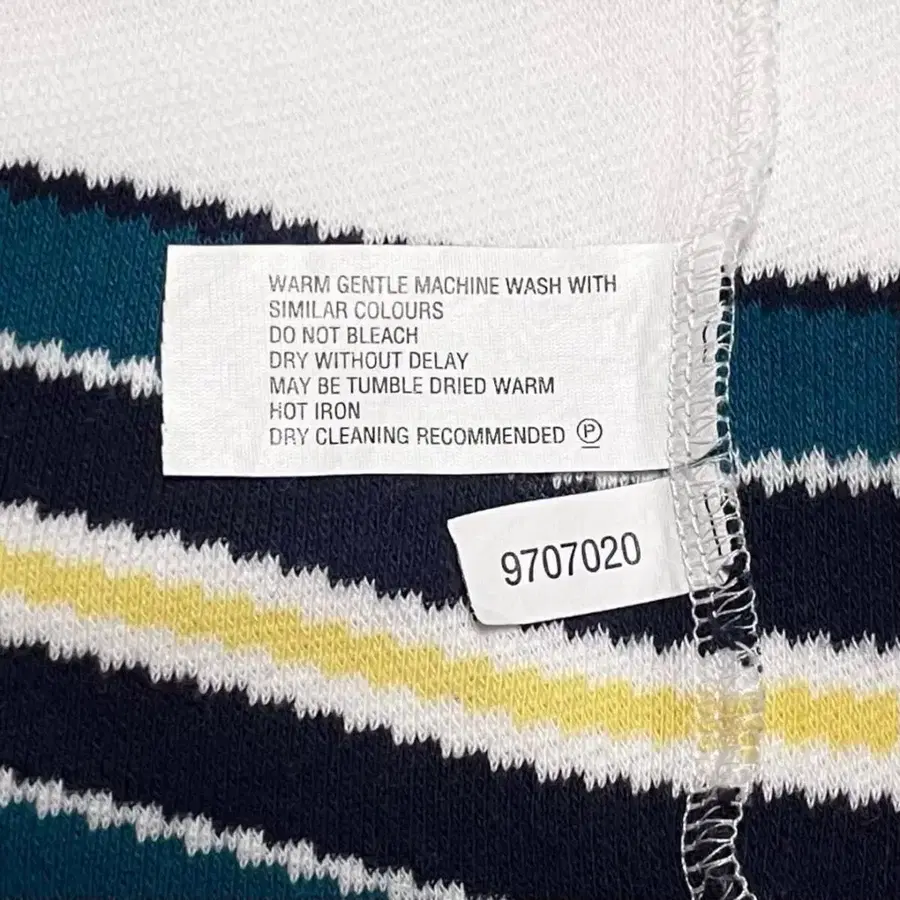 WARM GENTLE MACHINE WASH WITH
SIMILAR COLOURS
DO NOT BLEACH
DRY WITHOUT DELAY
MAY BE TUMBLE DRIED WARM
HOT IRON
DRY CLEANING RECOMMENDED Ⓟ
9707020